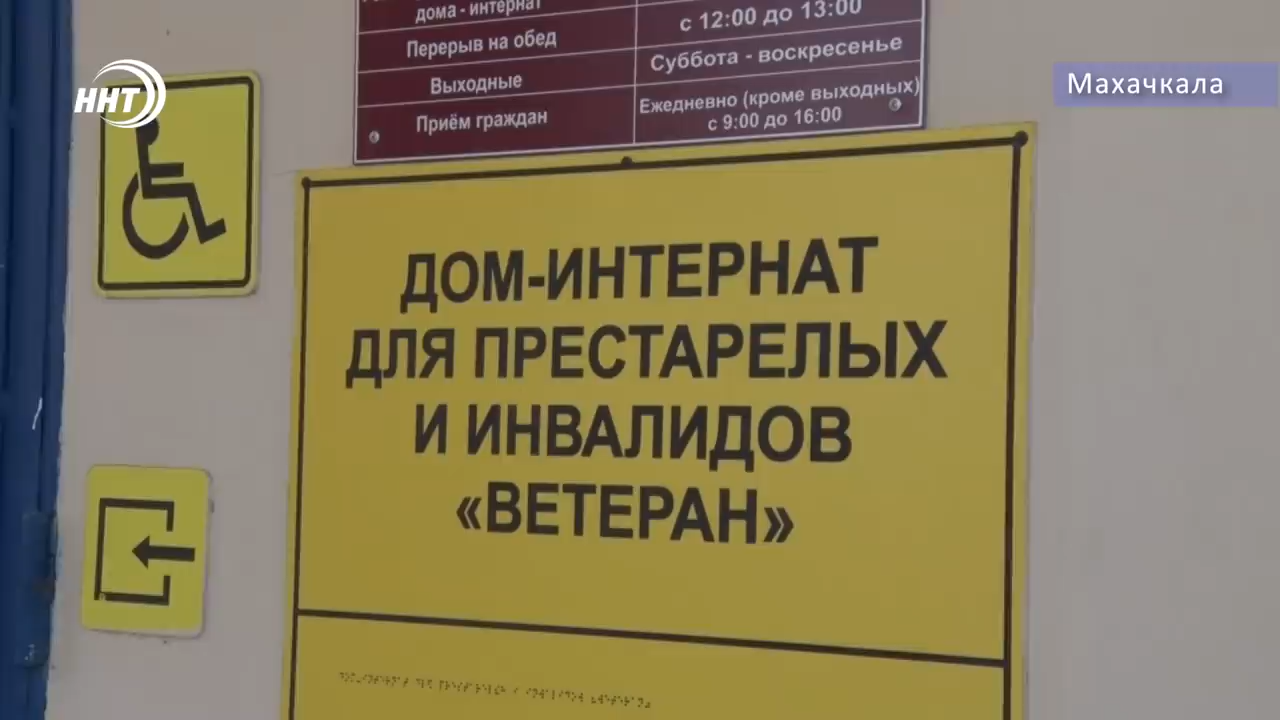 ННТ
Махачкала
дома - интернат
Перерыв на обед
с 12:00 до 13:00
Выходные
Суббота - воскресенье
Приём граждан
Ежедневно (кроме выходных)
с 9:00 до 16:00
ДОМ-ИНТЕРНАТ
ДЛЯ ПРЕСТАРЕЛЫХ
И ИНВАЛИДОВ
«ВЕТЕРАН»